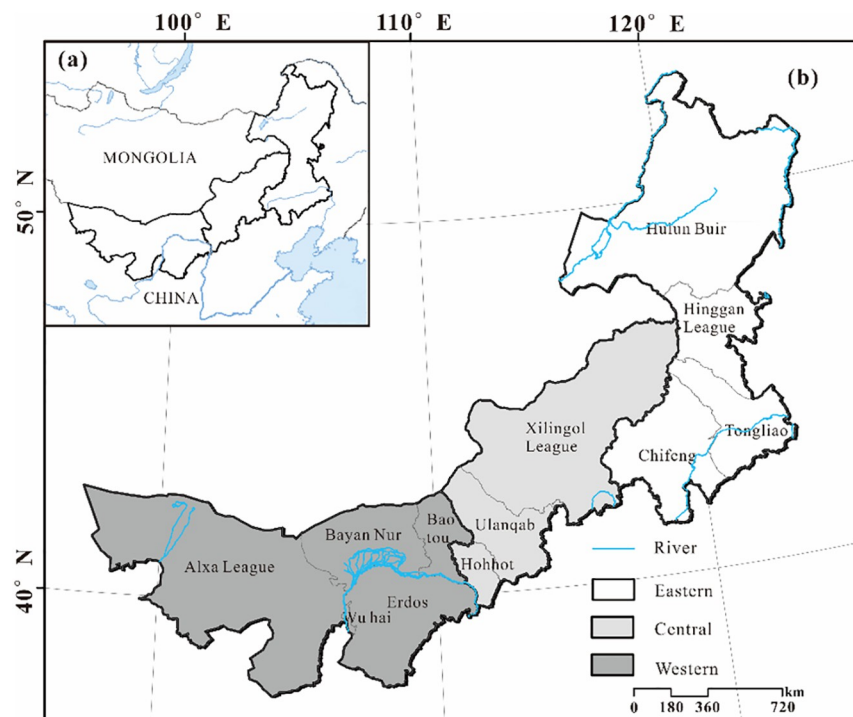 100° E
110° E
120° E
(a)
(b)
MONGOLIA
50° N
CHINA
Hulun Buir
Hinggan
League
Xilingol
League
Tongliao
Chifeng
Bao
tou
Ulanqab
Bayan Nur
Alxa League
Hohhot
40° N
Erdos
Wu hai
River
Eastern
Central
Western
km
0 180 360 720